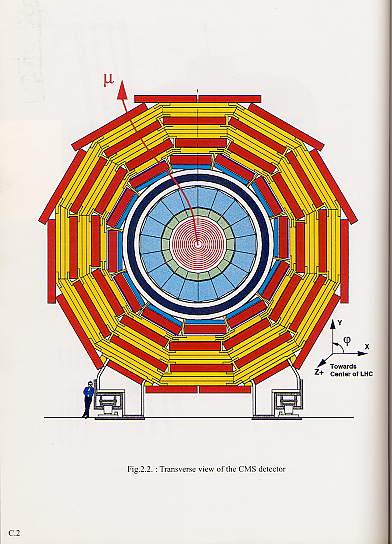 μ
Y
φ
X
Z+
Towards
Center of LHC
Fig.2.2. : Transverse view of the CMS detector
C.2